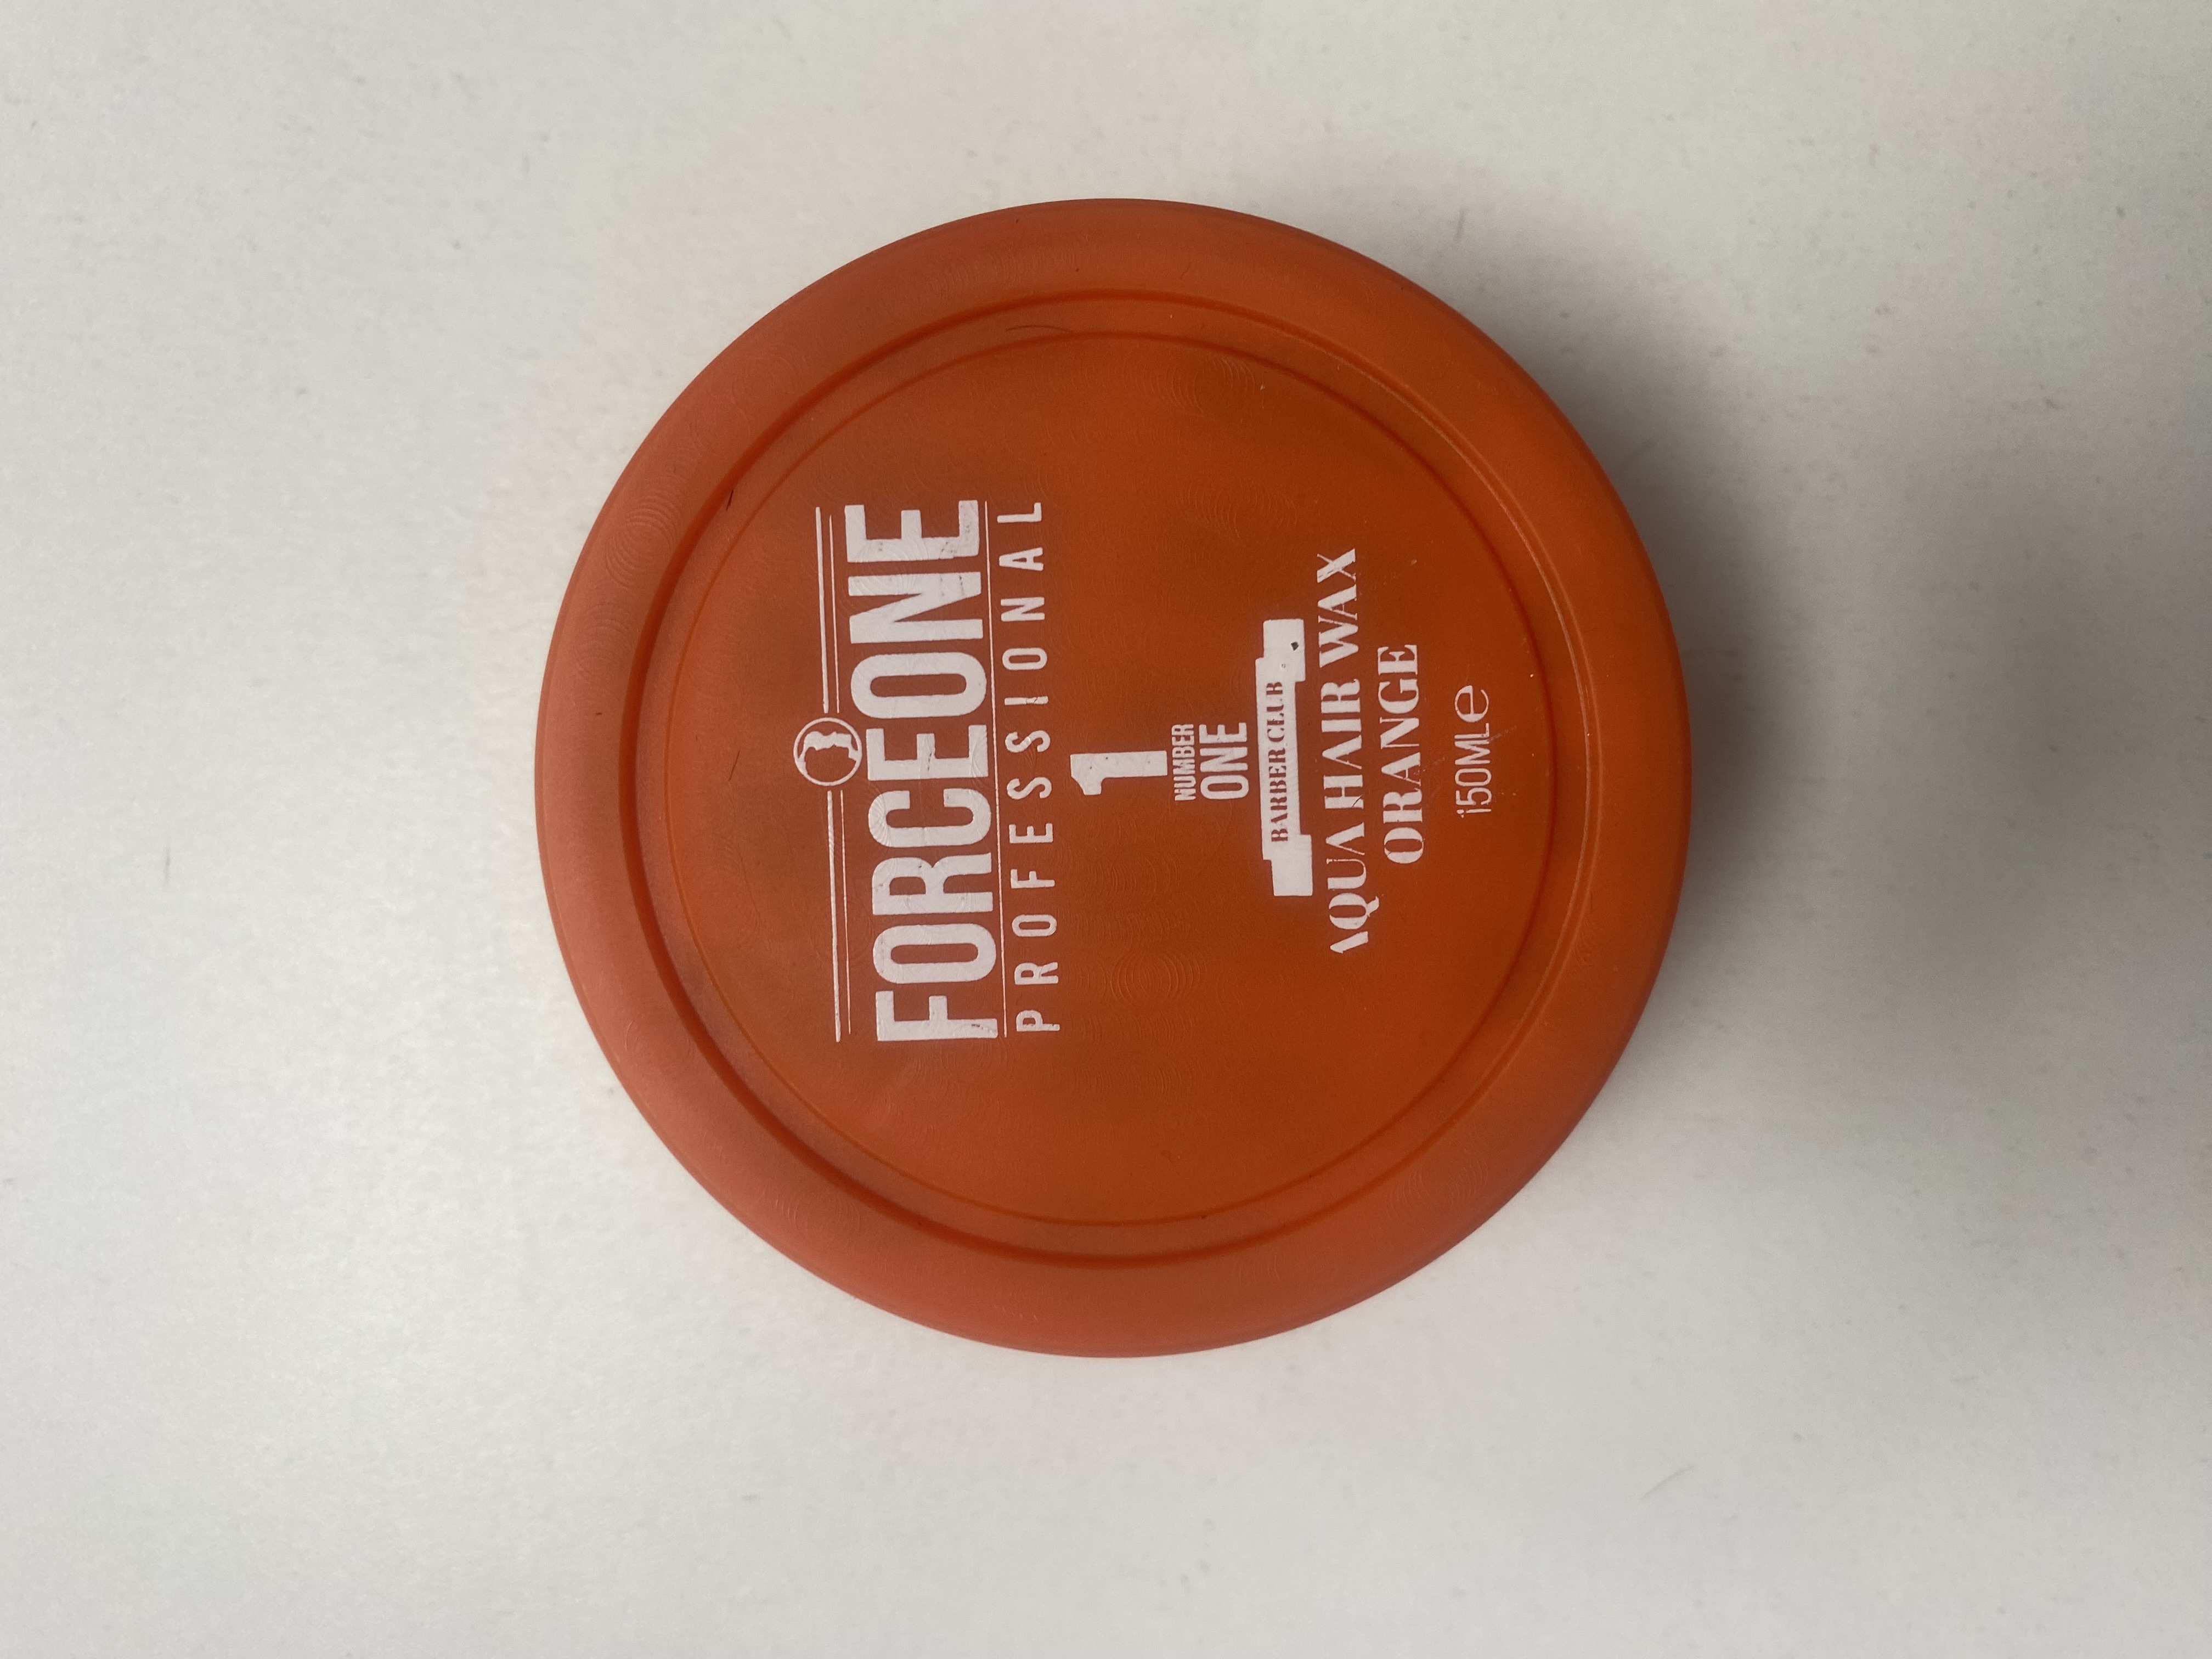 FORCEONE
PROFESSIONAL
1
NUMBER
ONE
BARBER CLUB
AQUA HAIR WAX
ORANGE
150MLe